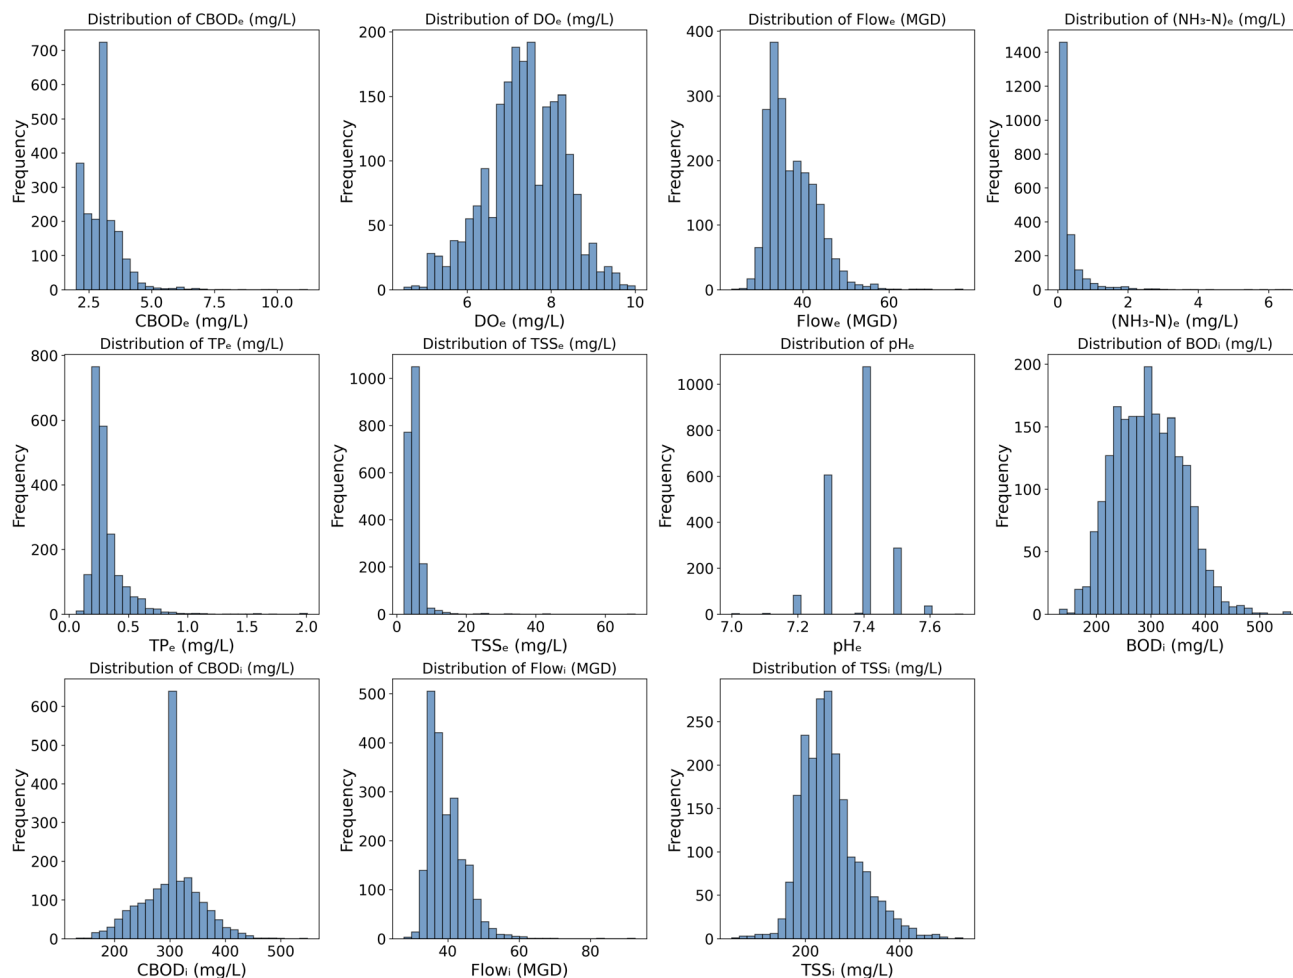 Distribution of CBODₑ (mg/L)
Frequency
700
600
500
400
300
200
100
0
2.5 5.0 7.5 10.0
CBODₑ (mg/L)
Distribution of DOₑ (mg/L)
Frequency
200
150
100
50
0
6 8 10
DOₑ (mg/L)
Distribution of Flowₑ (MGD)
Frequency
400
300
200
100
0
40 60
Flowₑ (MGD)
Distribution of (NH₃-N)ₑ (mg/L)
Frequency
1400
1200
1000
800
600
400
200
0
0 2 4 6
(NH₃-N)ₑ (mg/L)
Distribution of TPₑ (mg/L)
Frequency
800
600
400
200
0
0.0 0.5 1.0 1.5 2.0
TPₑ (mg/L)
Distribution of TSSₑ (mg/L)
Frequency
1000
800
600
400
200
0
0 20 40 60
TSSₑ (mg/L)
Distribution of pHₑ
Frequency
1000
800
600
400
200
0
7.0 7.2 7.4 7.6
pHₑ
Distribution of BODᵢ (mg/L)
Frequency
200
150
100
50
0
200 300 400 500
BODᵢ (mg/L)
Distribution of CBODᵢ (mg/L)
Frequency
600
500
400
300
200
100
0
200 300 400 500
CBODᵢ (mg/L)
Distribution of Flowᵢ (MGD)
Frequency
500
400
300
200
100
0
40 60 80
Flowᵢ (MGD)
Distribution of TSSᵢ (mg/L)
Frequency
250
200
150
100
50
0
200 400
TSSᵢ (mg/L)